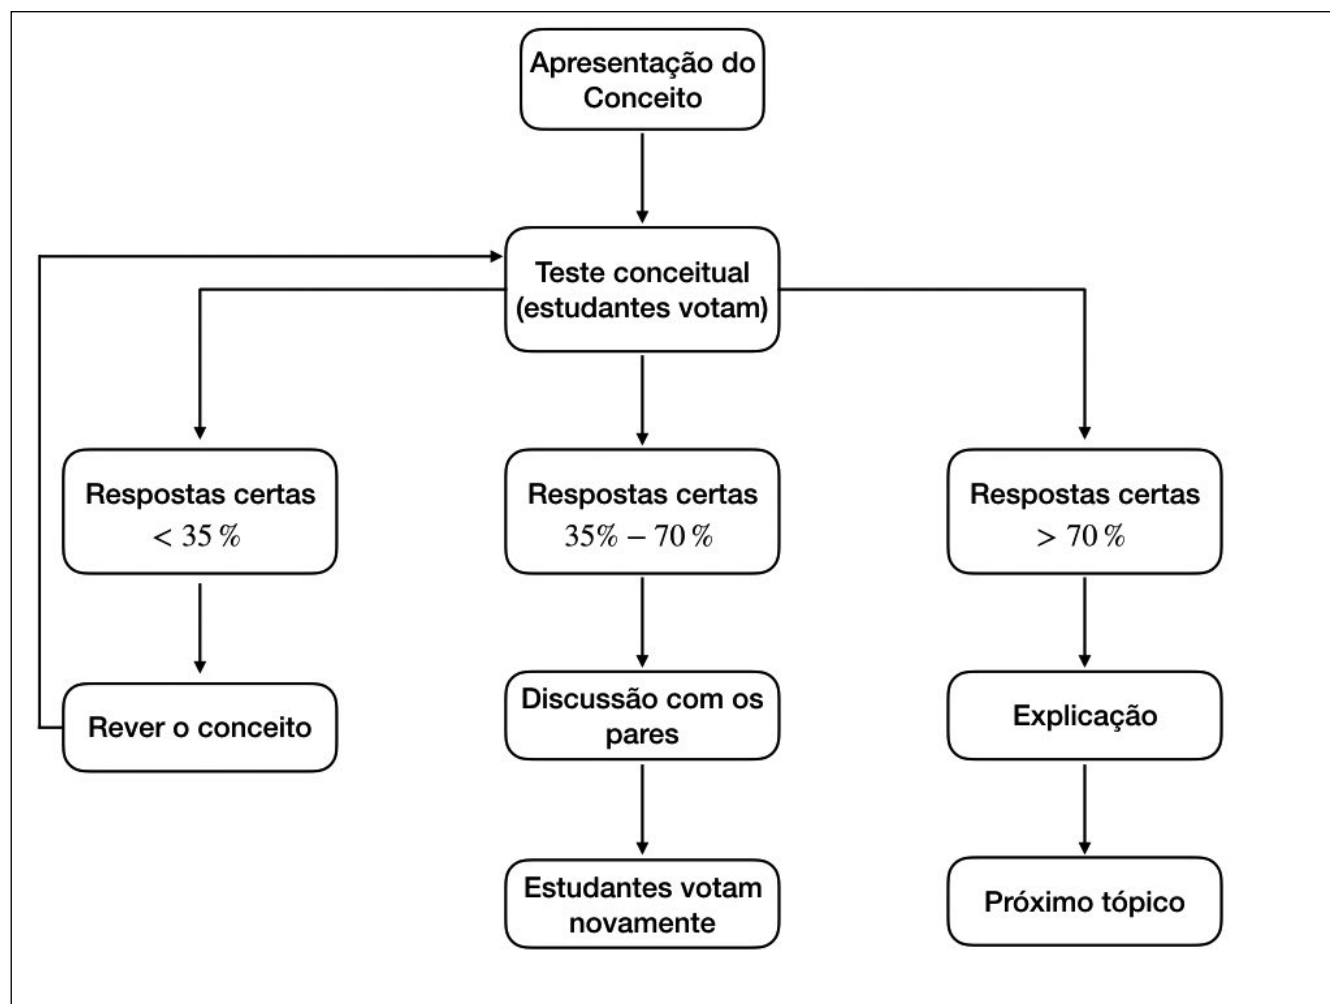 Apresentação do
Conceito
Teste conceitual
(estudantes votam)
Respostas certas
< 35 %
Respostas certas
35% – 70 %
Respostas certas
> 70 %
Rever o conceito
Discussão com os
pares
Explicação
Estudantes votam
novamente
Próximo tópico